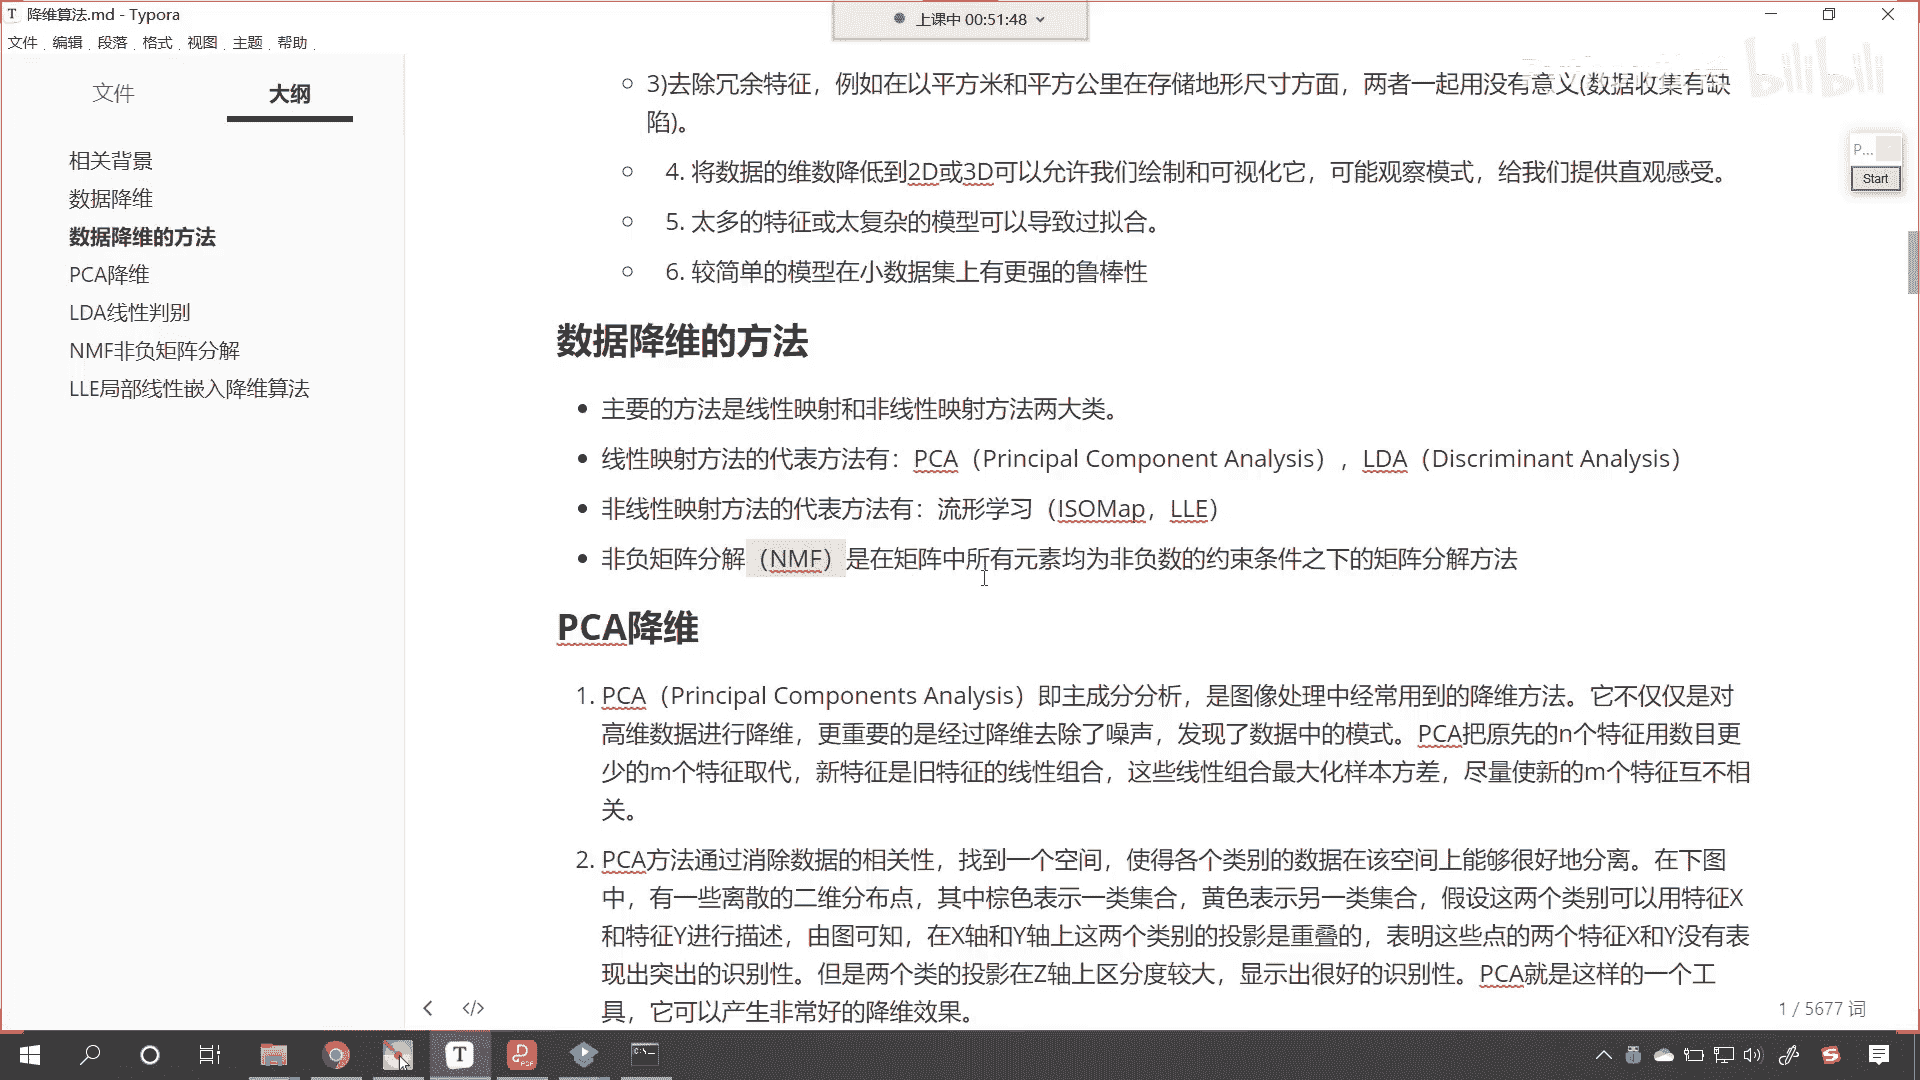 降维算法.md - Typora
上课中 00:51:48
文件 编辑 段落 格式 视图 主题 帮助
文件 大纲
相关背景
数据降维
数据降维的方法
PCA降维
LDA线性判别
NMF非负矩阵分解
LLE局部线性嵌入降维算法
bilibili
P...
Start
3)去除冗余特征，例如在以平方米和平方公里在存储地形尺寸方面，两者一起用没有意义(数据收集有缺
陷)。
4. 将数据的维数降低到2D或3D可以允许我们绘制和可视化它，可能观察模式，给我们提供直观感受。
5. 太多的特征或太复杂的模型可以导致过拟合。
6. 较简单的模型在小数据集上有更强的鲁棒性
数据降维的方法
主要的方法是线性映射和非线性映射方法两大类。
线性映射方法的代表方法有：PCA（Principal Component Analysis），LDA（Discriminant Analysis）
非线性映射方法的代表方法有：流形学习（ISOMap，LLE）
非负矩阵分解（NMF）是在矩阵中所有元素均为非负数的约束条件之下的矩阵分解方法
PCA降维
1. PCA（Principal Components Analysis）即主成分分析，是图像处理中经常用到的降维方法。它不仅仅是对
高维数据进行降维，更重要的是经过降维去除了噪声，发现了数据中的模式。PCA把原先的n个特征用数目更
少的m个特征取代，新特征是旧特征的线性组合，这些线性组合最大化样本方差，尽量使新的m个特征互不相
关。
2. PCA方法通过消除数据的相关性，找到一个空间，使得各个类别的数据在该空间上能够很好地分离。在下图
中，有一些离散的二维分布点，其中棕色表示一类集合，黄色表示另一类集合，假设这两个类别可以用特征X
和特征Y进行描述，由图可知，在X轴和Y轴上这两个类别的投影是重叠的，表明这些点的两个特征X和Y没有表
现出突出的识别性。但是两个类的投影在Z轴上区分度较大，显示出很好的识别性。PCA就是这样的一个工
具，它可以产生非常好的降维效果。
1 / 5677 词